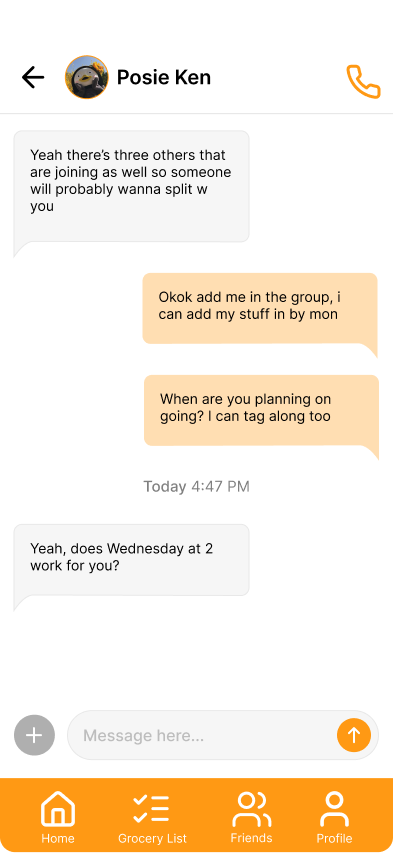 Posie Ken
Yeah there’s three others that
are joining as well so someone
will probably wanna split w
you
Okok add me in the group, i
can add my stuff in by mon
When are you planning on
going? I can tag along too
Today 4:47 PM
Yeah, does Wednesday at 2
work for you?
Message here...
Home
Grocery List
Friends
Profile